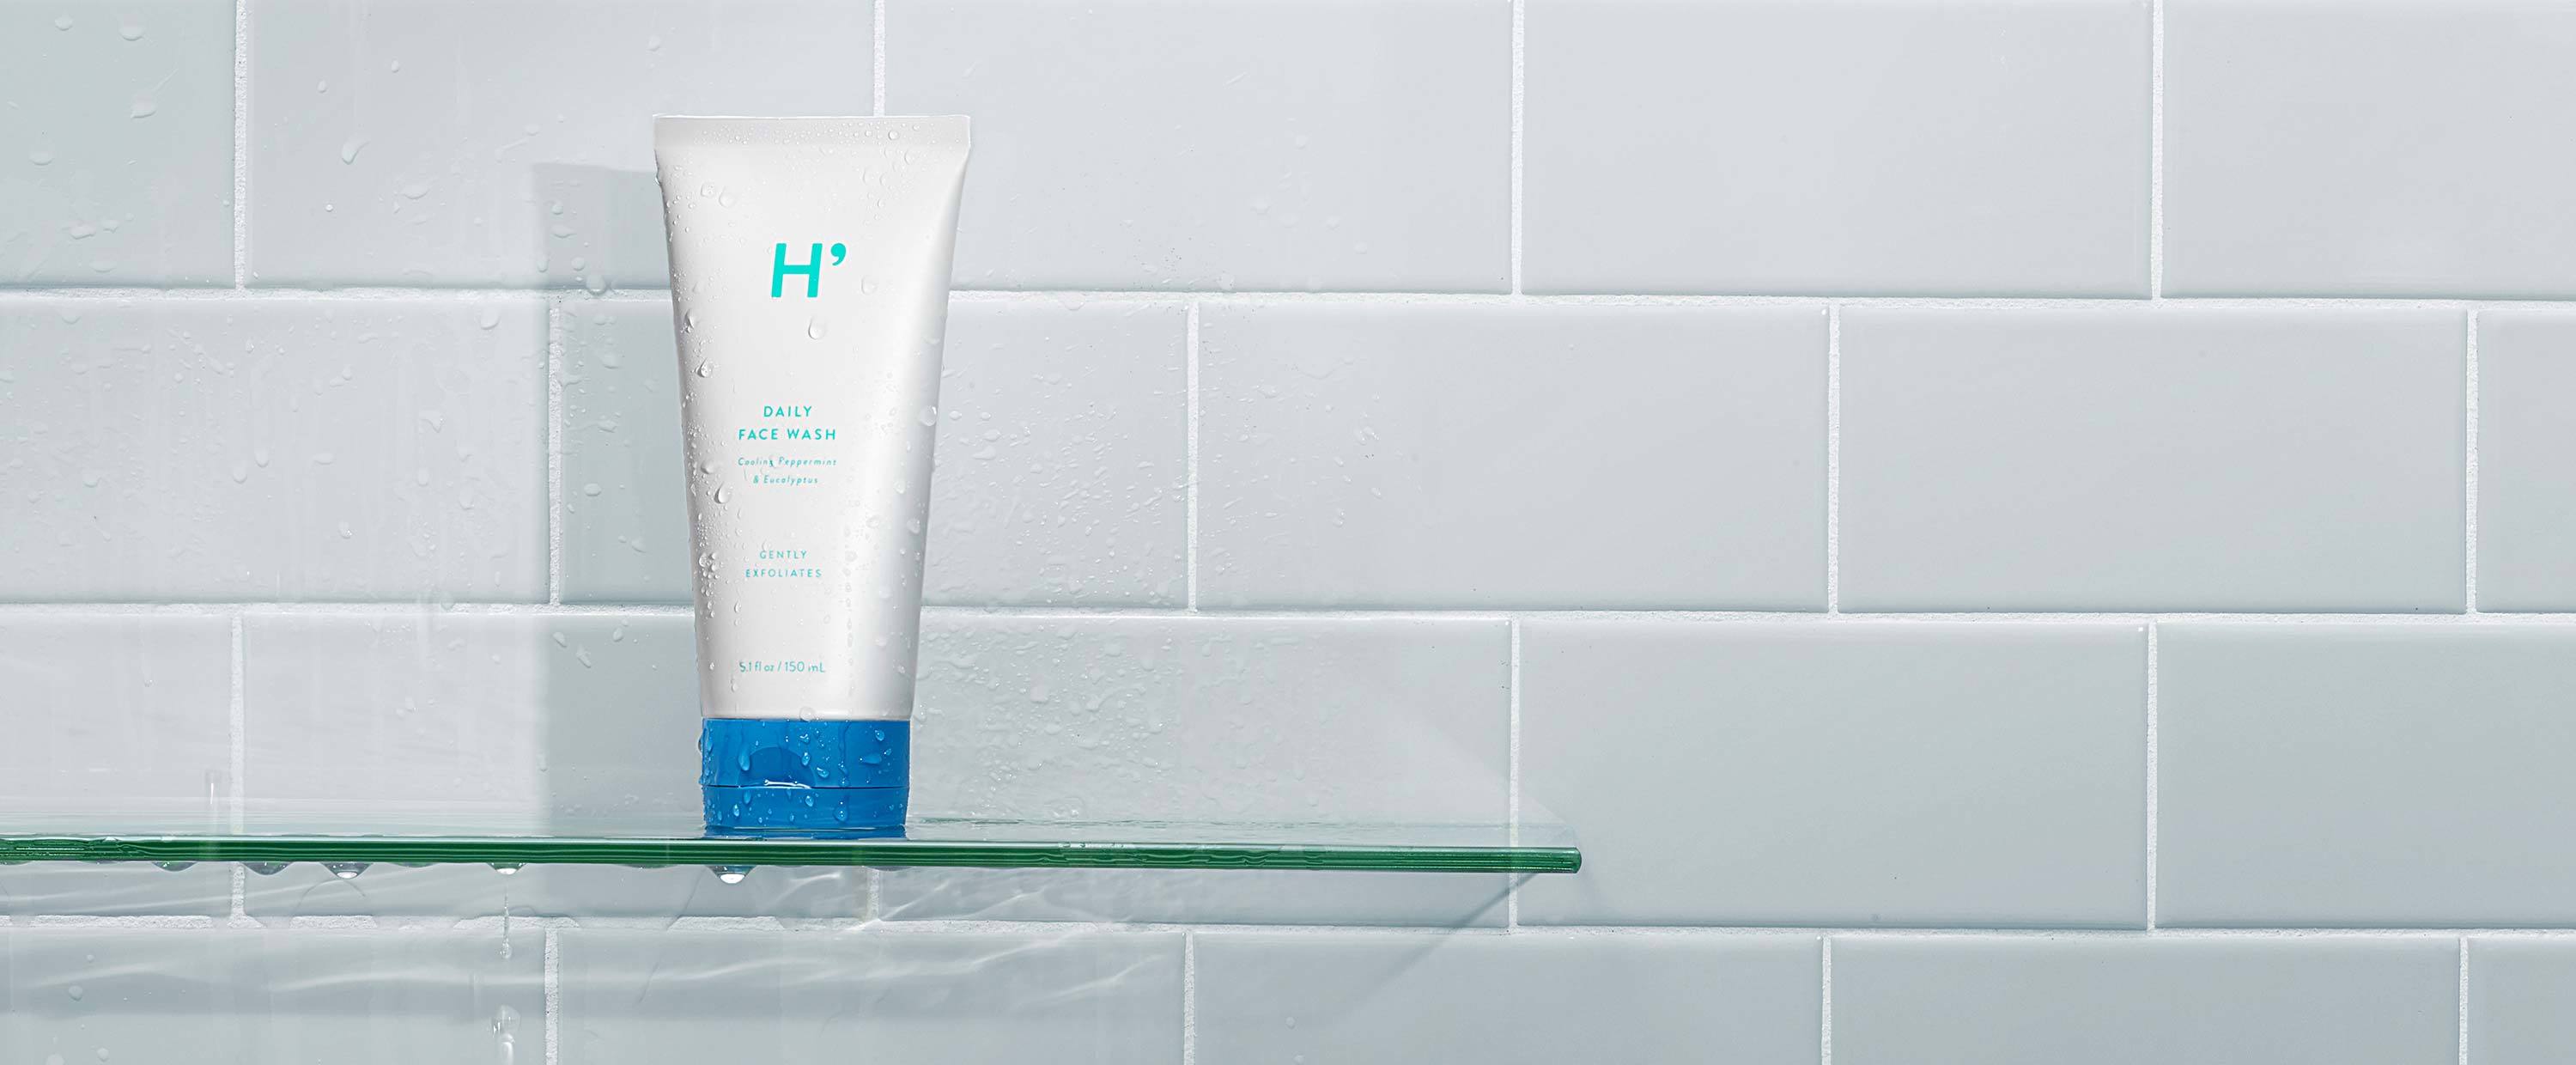 H’
DAILY
FACE WASH
Cooling Peppermint
& Eucalyptus
GENTLY
EXFOLIATES
5.1 fl oz / 150 mL